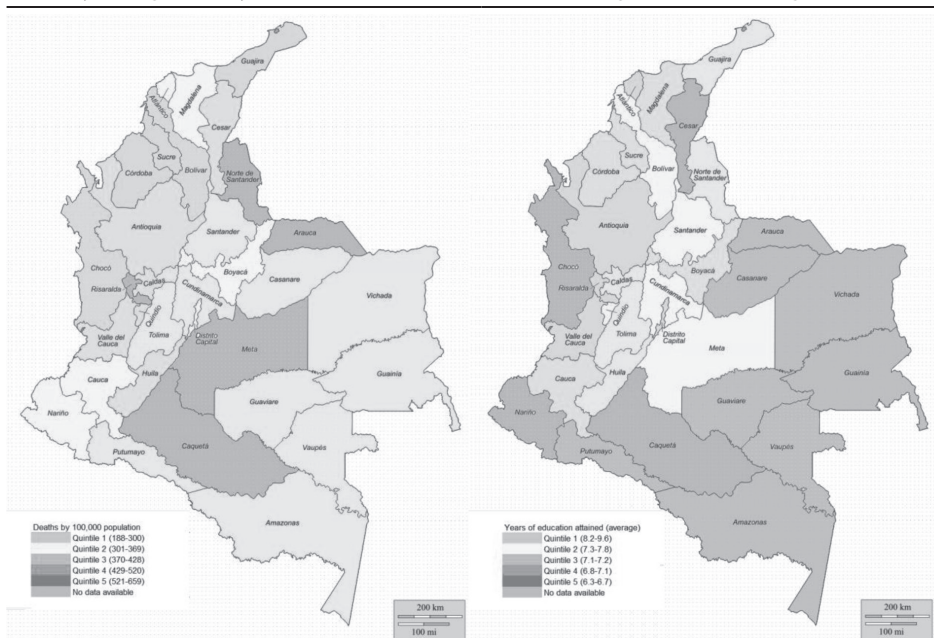 Guajira
Atlántico
Magdalena
Cesar
Sucre
Córdoba
Bolívar
Norte de
Santander
Antioquia
Santander
Arauca
Chocó
Boyacá
Casanare
Risaralda
Caldas
Cundinamarca
Vichada
Quindío
Tolima
Valle del
Cauca
Distrito
Capital
Meta
Huila
Guainía
Cauca
Guaviare
Nariño
Caquetá
Vaupés
Putumayo
Amazonas
Deaths by 100,000 population
Quintile 1 (188-300)
Quintile 2 (301-369)
Quintile 3 (370-428)
Quintile 4 (429-520)
Quintile 5 (521-659)
No data available
200 km
100 mi
Guajira
Atlántico
Magdalena
Cesar
Sucre
Córdoba
Bolívar
Norte de
Santander
Antioquia
Santander
Arauca
Chocó
Boyacá
Casanare
Risaralda
Caldas
Cundinamarca
Vichada
Quindío
Tolima
Valle del
Cauca
Distrito
Capital
Meta
Huila
Guainía
Cauca
Guaviare
Nariño
Caquetá
Vaupés
Putumayo
Amazonas
Years of education attained (average)
Quintile 1 (8.2-9.6)
Quintile 2 (7.3-7.8)
Quintile 3 (7.1-7.2)
Quintile 4 (6.8-7.1)
Quintile 5 (6.3-6.7)
No data available
200 km
100 mi